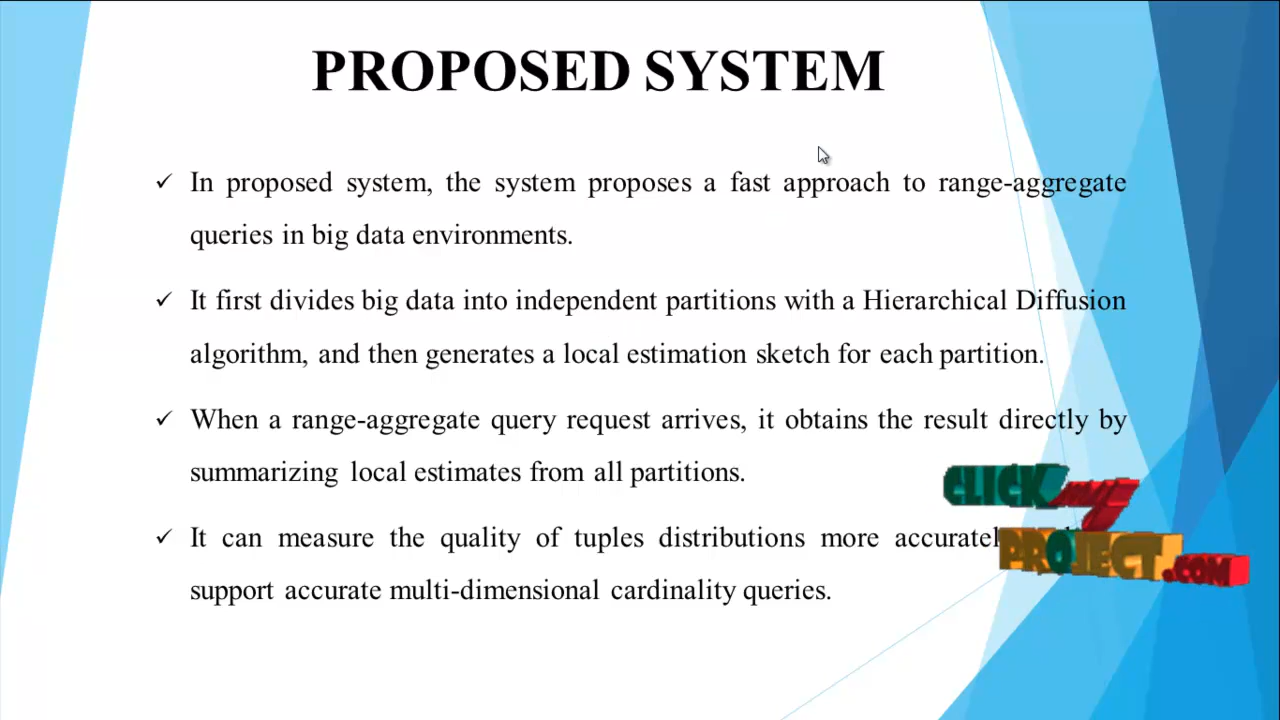 PROPOSED SYSTEM
✓ In proposed system, the system proposes a fast approach to range-aggregate
queries in big data environments.
✓ It first divides big data into independent partitions with a Hierarchical Diffusion
algorithm, and then generates a local estimation sketch for each partition.
✓ When a range-aggregate query request arrives, it obtains the result directly by
summarizing local estimates from all partitions.
✓ It can measure the quality of tuples distributions more
support accurate multi-dimensional cardinality queries.
CLICK my
PROJECT.COM